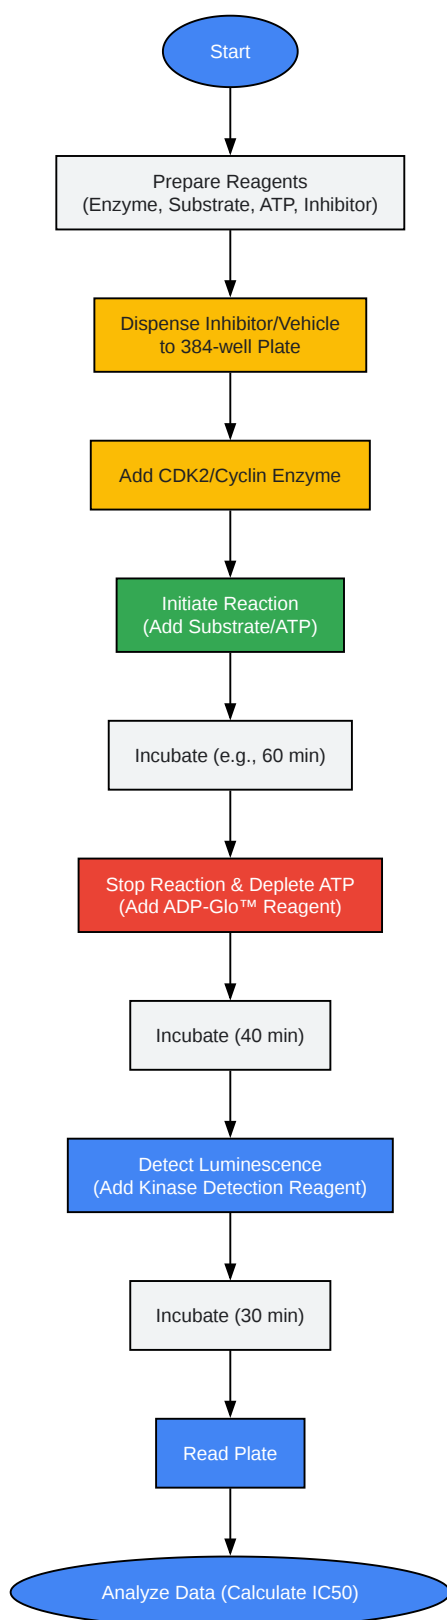 Start
Prepare Reagents
(Enzyme, Substrate, ATP, Inhibitor)
Dispense Inhibitor/Vehicle
to 384-well Plate
Add CDK2/Cyclin Enzyme
Initiate Reaction
(Add Substrate/ATP)
Incubate (e.g., 60 min)
Stop Reaction & Deplete ATP
(Add ADP-Glo™ Reagent)
Incubate (40 min)
Detect Luminescence
(Add Kinase Detection Reagent)
Incubate (30 min)
Read Plate
Analyze Data (Calculate IC50)